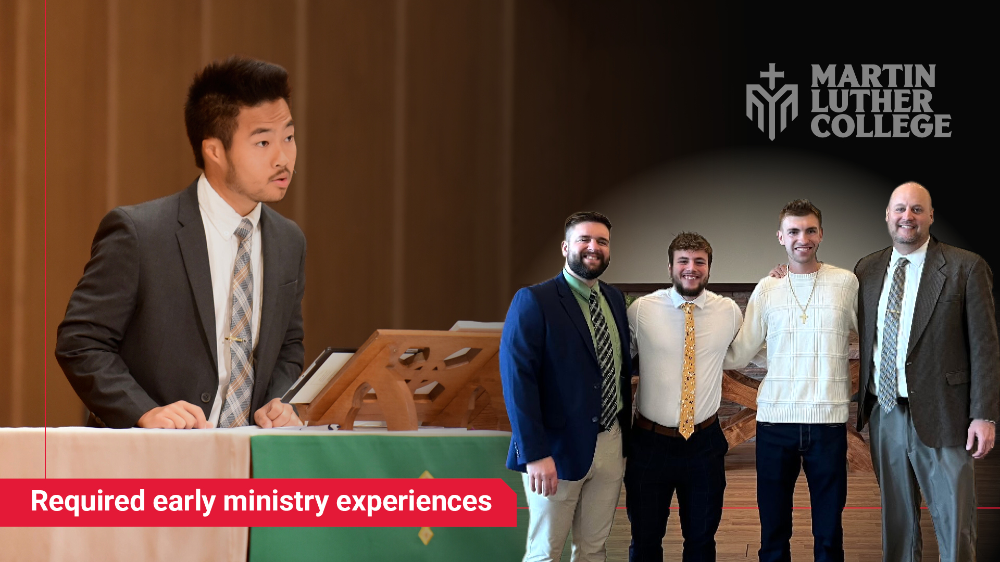 MARTIN
LUTHER
COLLEGE
Required early ministry experiences